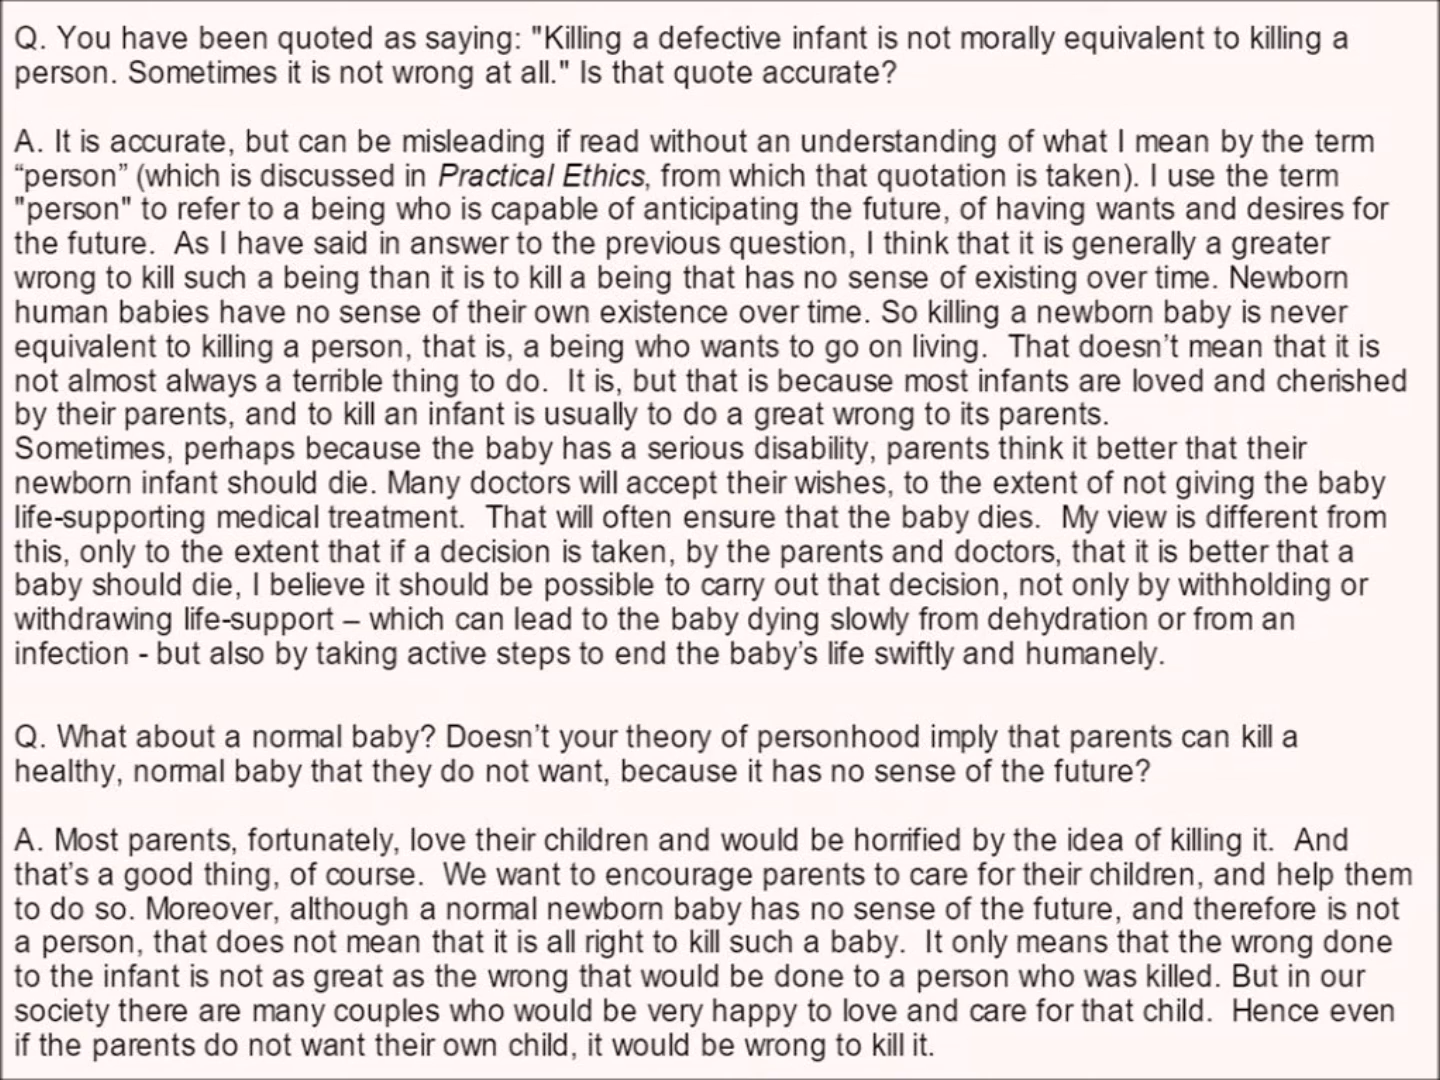 Q. You have been quoted as saying: "Killing a defective infant is not morally equivalent to killing a
person. Sometimes it is not wrong at all." Is that quote accurate?
A. It is accurate, but can be misleading if read without an understanding of what I mean by the term
“person” (which is discussed in Practical Ethics, from which that quotation is taken). I use the term
"person" to refer to a being who is capable of anticipating the future, of having wants and desires for
the future.  As I have said in answer to the previous question, I think that it is generally a greater
wrong to kill such a being than it is to kill a being that has no sense of existing over time. Newborn
human babies have no sense of their own existence over time. So killing a newborn baby is never
equivalent to killing a person, that is, a being who wants to go on living.  That doesn’t mean that it is
not almost always a terrible thing to do.  It is, but that is because most infants are loved and cherished
by their parents, and to kill an infant is usually to do a great wrong to its parents.
Sometimes, perhaps because the baby has a serious disability, parents think it better that their
newborn infant should die. Many doctors will accept their wishes, to the extent of not giving the baby
life-supporting medical treatment.  That will often ensure that the baby dies.  My view is different from
this, only to the extent that if a decision is taken, by the parents and doctors, that it is better that a
baby should die, I believe it should be possible to carry out that decision, not only by withholding or
withdrawing life-support – which can lead to the baby dying slowly from dehydration or from an
infection - but also by taking active steps to end the baby’s life swiftly and humanely.
Q. What about a normal baby? Doesn’t your theory of personhood imply that parents can kill a
healthy, normal baby that they do not want, because it has no sense of the future?
A. Most parents, fortunately, love their children and would be horrified by the idea of killing it.  And
that’s a good thing, of course.  We want to encourage parents to care for their children, and help them
to do so. Moreover, although a normal newborn baby has no sense of the future, and therefore is not
a person, that does not mean that it is all right to kill such a baby.  It only means that the wrong done
to the infant is not as great as the wrong that would be done to a person who was killed. But in our
society there are many couples who would be very happy to love and care for that child.  Hence even
if the parents do not want their own child, it would be wrong to kill it.